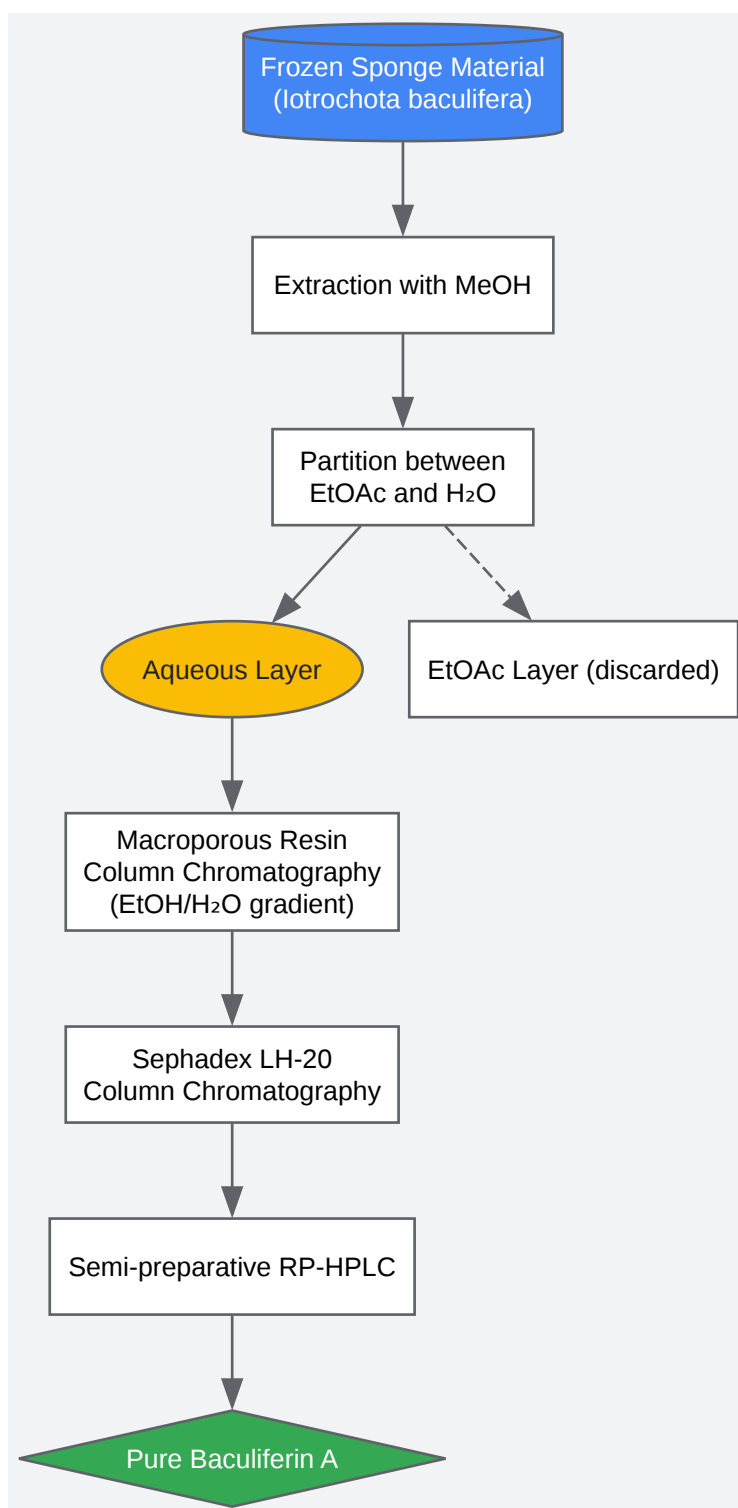 Frozen Sponge Material
(Iotrochota baculifera)
Extraction with MeOH
Partition between
EtOAc and H₂O
Aqueous Layer
EtOAc Layer (discarded)
Macroporous Resin
Column Chromatography
(EtOH/H₂O gradient)
Sephadex LH-20
Column Chromatography
Semi-preparative RP-HPLC
Pure Baculiferin A